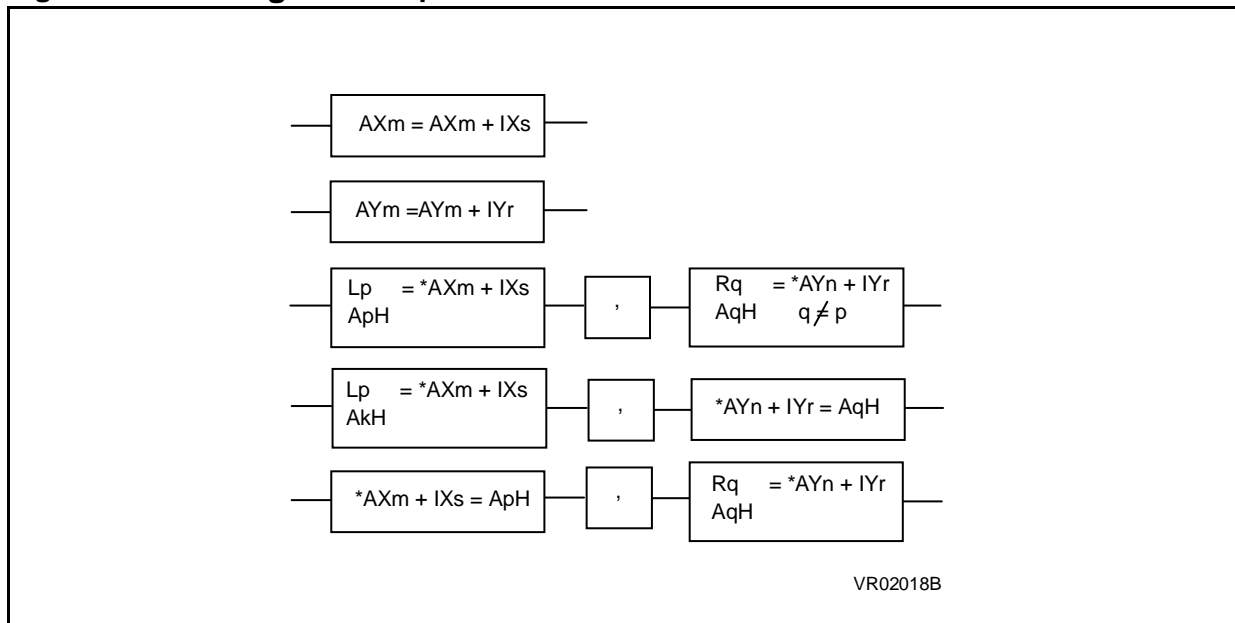 AXm = AXm + IXs
AYm =AYm + IYr
Lp = *AXm + IXs
ApH
,
Rq = *AYn + IYr
AqH q ≠ p
Lp = *AXm + IXs
AkH
,
*AYn + IYr = AqH
*AXm + IXs = ApH
,
Rq = *AYn + IYr
AqH
VR02018B